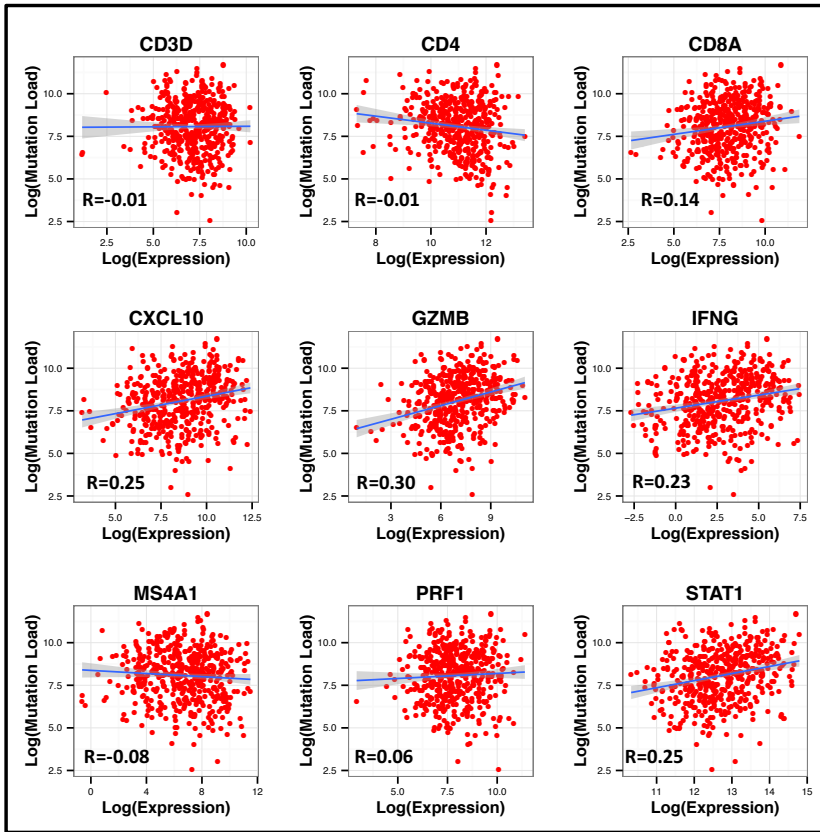 CD3D
CD4
CD8A
Log(Mutation Load)
10.0
7.5
5.0
2.5
R=-0.01
2.5
5.0
7.5
10.0
Log(Expression)
Log(Mutation Load)
10.0
7.5
5.0
2.5
R=-0.01
8
10
12
Log(Expression)
Log(Mutation Load)
10.0
7.5
5.0
2.5
R=0.14
2.5
5.0
7.5
10.0
Log(Expression)
CXCL10
GZMB
IFNG
Log(Mutation Load)
10.0
7.5
5.0
2.5
R=0.25
5.0
7.5
10.0
12.5
Log(Expression)
Log(Mutation Load)
10.0
7.5
5.0
2.5
R=0.30
3
6
9
Log(Expression)
Log(Mutation Load)
10.0
7.5
5.0
2.5
R=0.23
−2.5
0.0
2.5
5.0
7.5
Log(Expression)
MS4A1
PRF1
STAT1
Log(Mutation Load)
10.0
7.5
5.0
2.5
R=-0.08
0
4
8
12
Log(Expression)
Log(Mutation Load)
10.0
7.5
5.0
2.5
R=0.06
5.0
7.5
10.0
Log(Expression)
Log(Mutation Load)
10.0
7.5
5.0
2.5
R=0.25
11
12
13
14
15
Log(Expression)